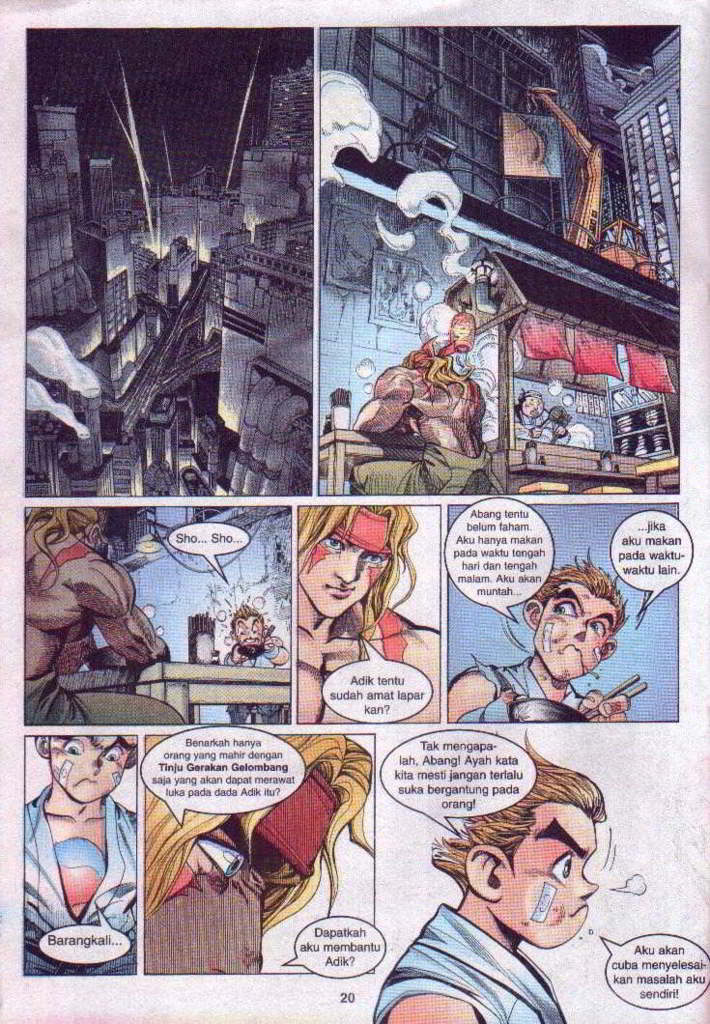 Sho... Sho...
Adik tentu
sudah amat lapar
kan?
Abang tentu
belum faham.
Aku hanya makan
pada waktu tengah
hari dan tengah
malam. Aku akan
muntah...
...jika
aku makan
pada waktu-
waktu lain.
Barangkali...
Benarkah hanya
orang yang mahir dengan
Tinju Gerakan Gelombang
saja yang akan dapat merawat
luka pada dada Adik itu?
Dapatkah
aku membantu
Adik?
Tak mengapa-
lah, Abang! Ayah kata
kita mesti jangan terlalu
suka bergantung pada
orang!
Aku akan
cuba menyelesai-
kan masalah aku
sendiri!
20